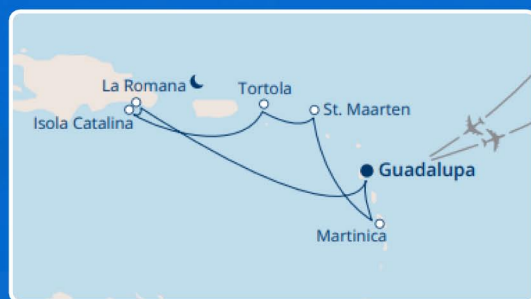 La Romana
Tortola
Isola Catalina
St. Maarten
Guadalupa
Martinica